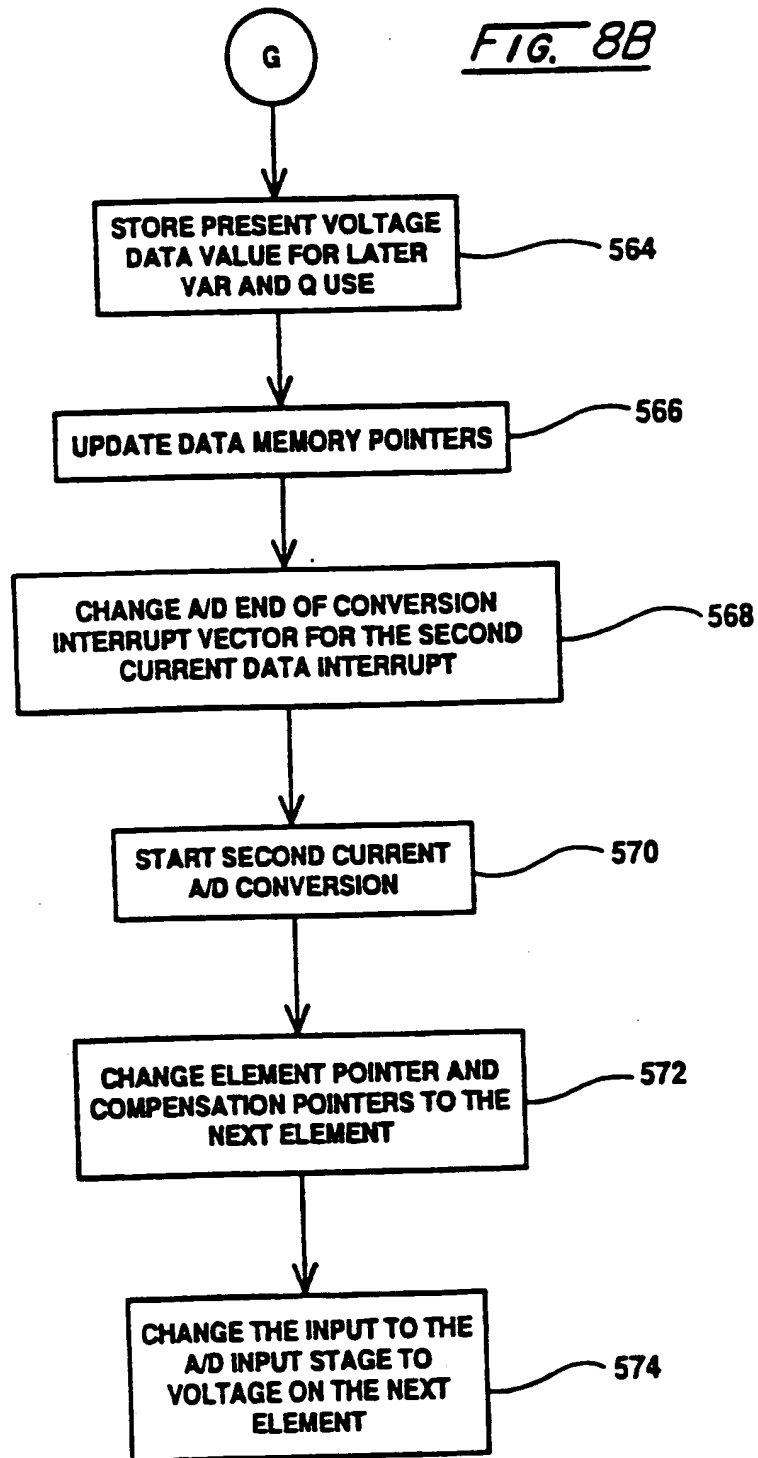 FIG. 8B
G
STORE PRESENT VOLTAGE
DATA VALUE FOR LATER
VAR AND Q USE
564
UPDATE DATA MEMORY POINTERS
566
CHANGE A/D END OF CONVERSION
INTERRUPT VECTOR FOR THE SECOND
CURRENT DATA INTERRUPT
568
START SECOND CURRENT
A/D CONVERSION
570
CHANGE ELEMENT POINTER AND
COMPENSATION POINTERS TO THE
NEXT ELEMENT
572
CHANGE THE INPUT TO THE
A/D INPUT STAGE TO
VOLTAGE ON THE NEXT
ELEMENT
574